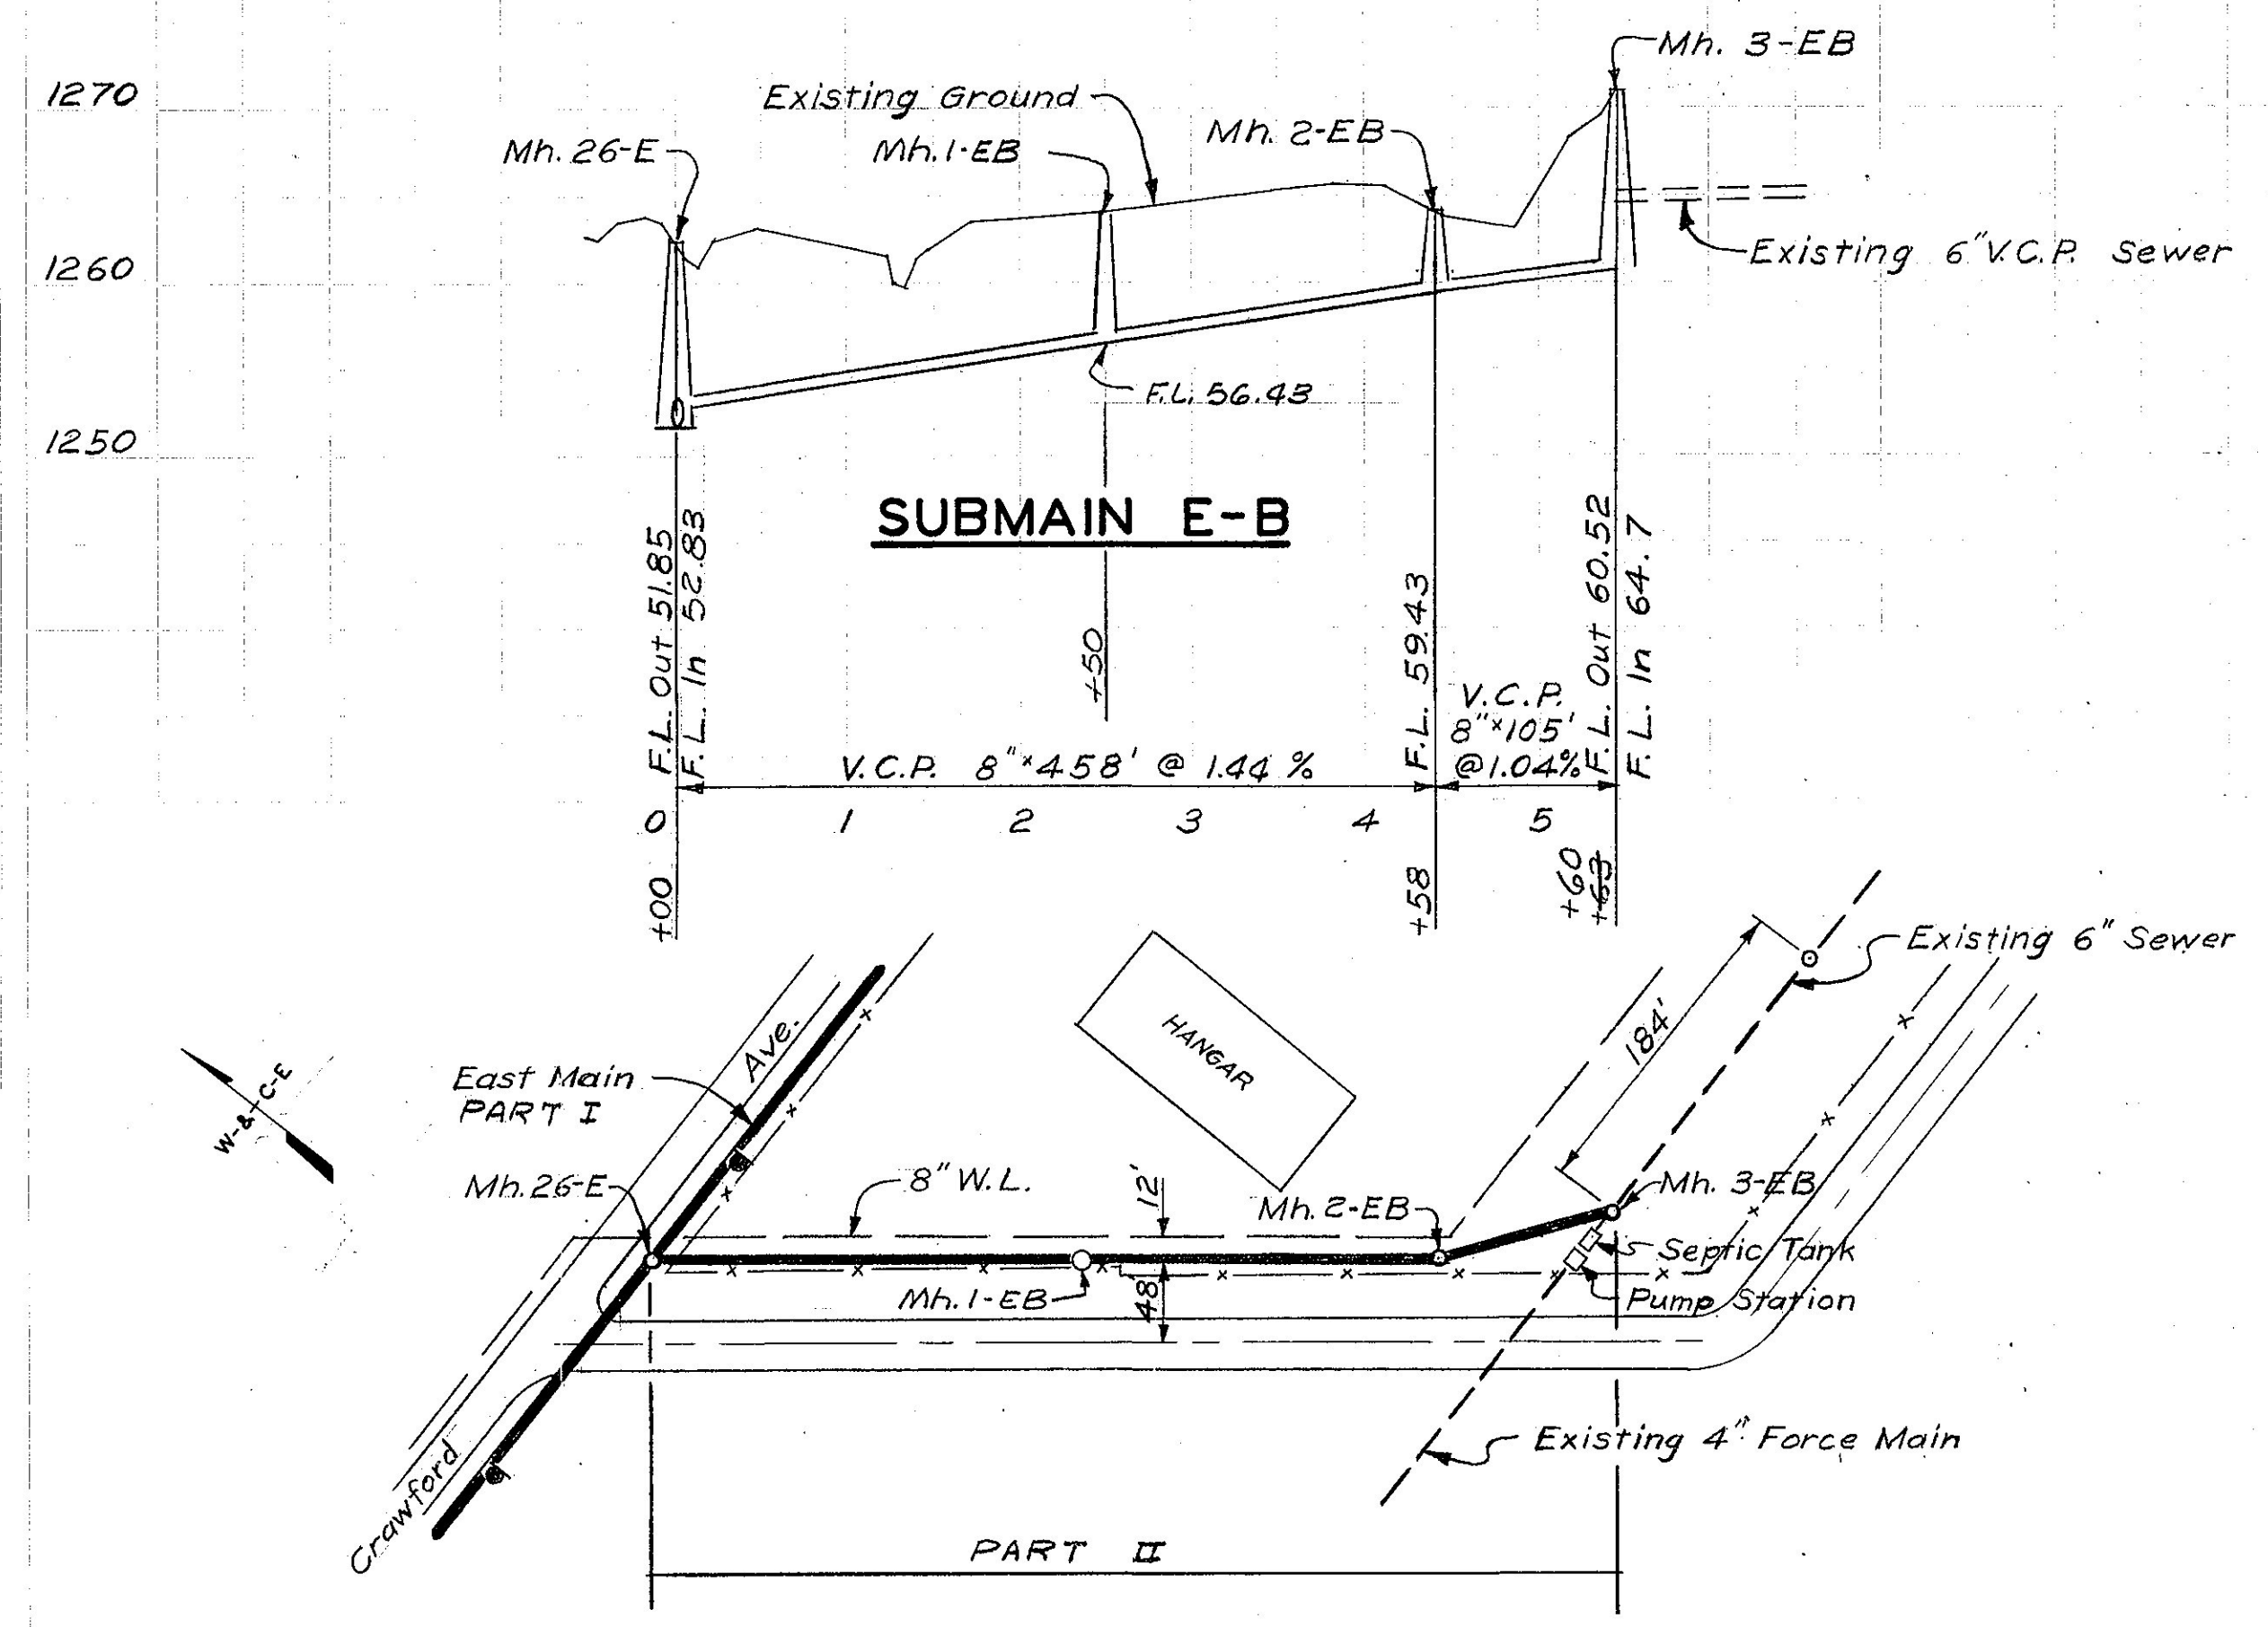 Mh. 3-EB
1270
Existing Ground
Mh. 2-EB
Mh. 26-E
Mh. 1-EB
Existing 6" V.C.P. Sewer
1260
F.L. 56.43
1250
SUBMAIN E-B
F.L. Out 51.85
F.L. In 52.83
+50
F.L. 59.43
F.L. Out 60.52
F.L. In 64.7
V.C.P. 8"x458' @ 1.44 %
V.C.P.
8"x105'
@1.04%
0 1 2 3 4 5
+00
+58
+60
+63
Existing 6" Sewer
184'
Ave.
HANGAR
East Main
PART I
W-&-C-E
Mh. 26-E
8" W.L.
12'
Mh. 2-EB
Mh. 3-EB
Septic Tank
Mh. 1-EB
48'
Pump Station
Existing 4" Force Main
Crawford
PART II